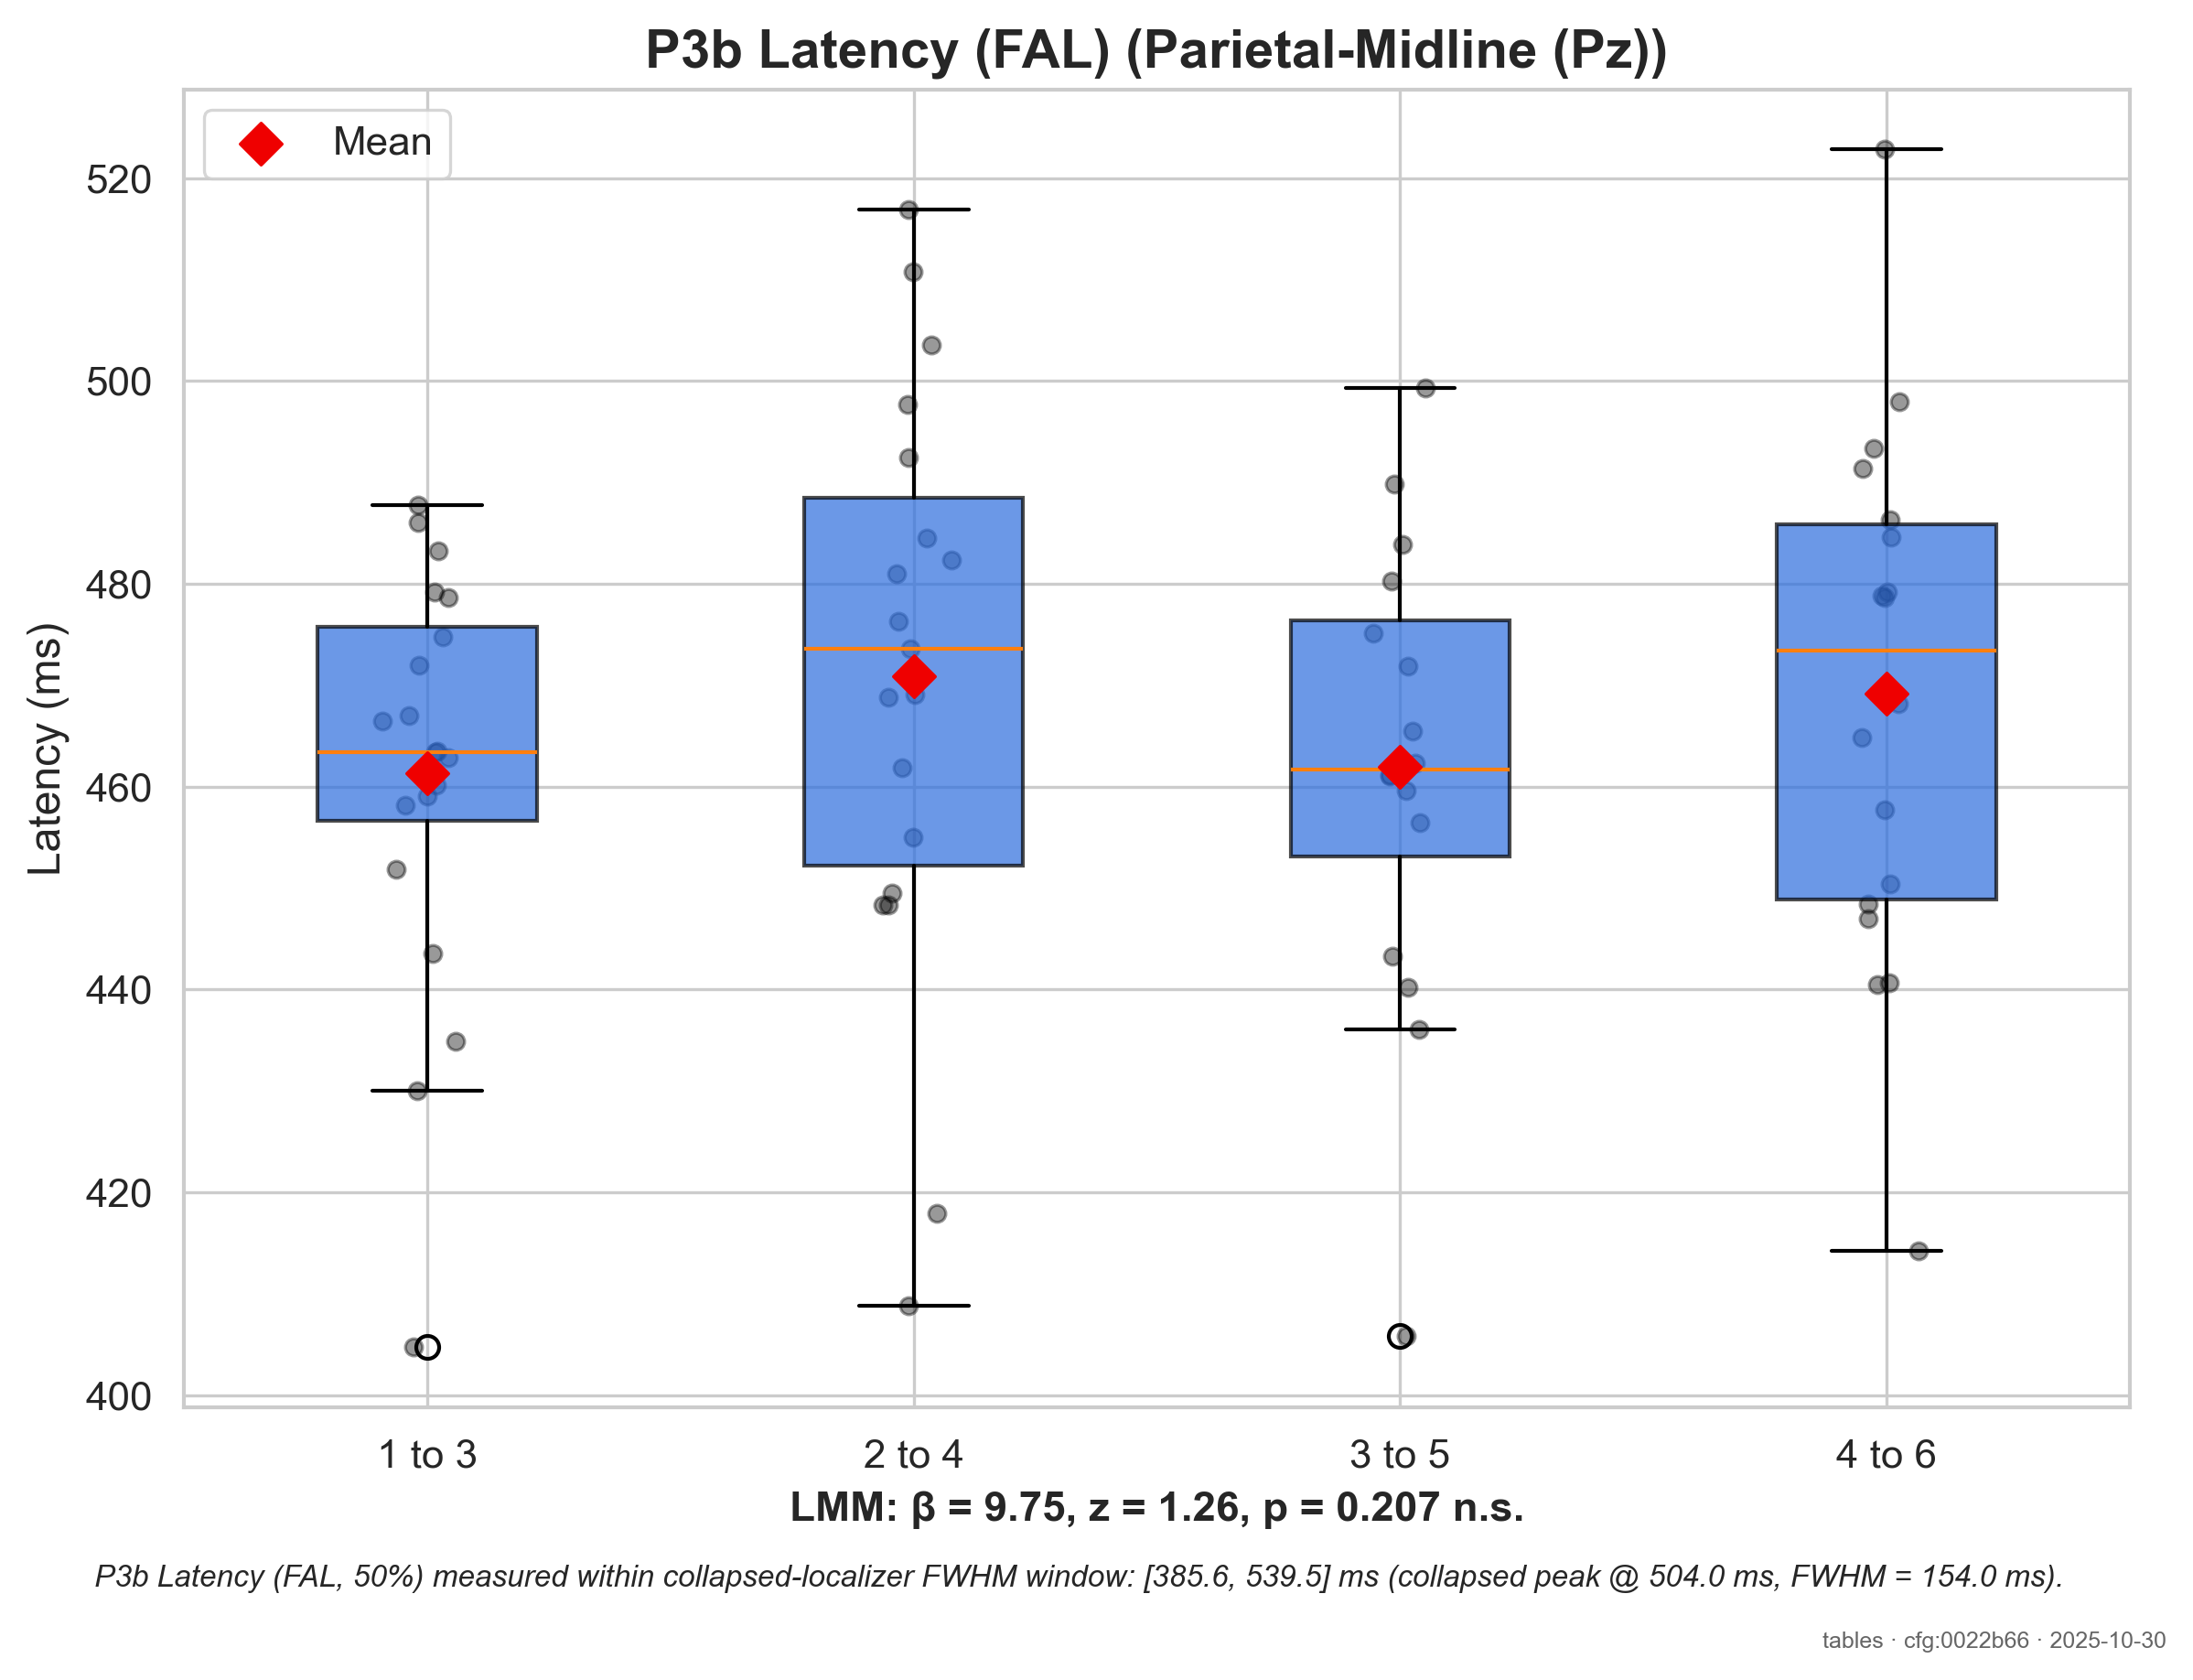 P3b Latency (FAL) (Parietal-Midline (Pz))
Mean
Latency (ms)
520
500
480
460
440
420
400
1 to 3
2 to 4
3 to 5
4 to 6
LMM: β = 9.75, z = 1.26, p = 0.207 n.s.
P3b Latency (FAL, 50%) measured within collapsed-localizer FWHM window: [385.6, 539.5] ms (collapsed peak @ 504.0 ms, FWHM = 154.0 ms).
tables · cfg:0022b66 · 2025-10-30